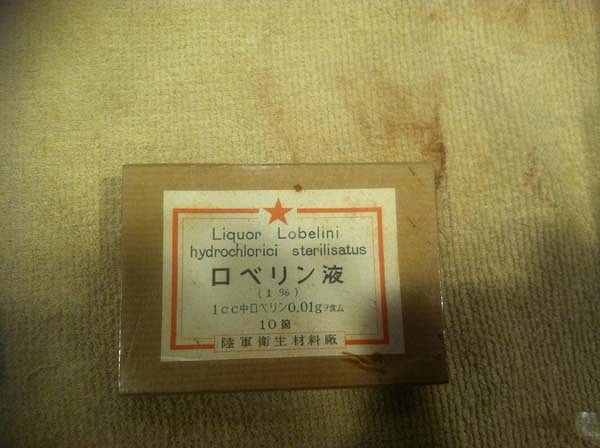 Liquor Lobelini
hydrochlorici sterilisatus
ロベリン液
(1%)
1cc中ロベリン0.01gヲ含ム
10箇
陸軍衛生材料廠